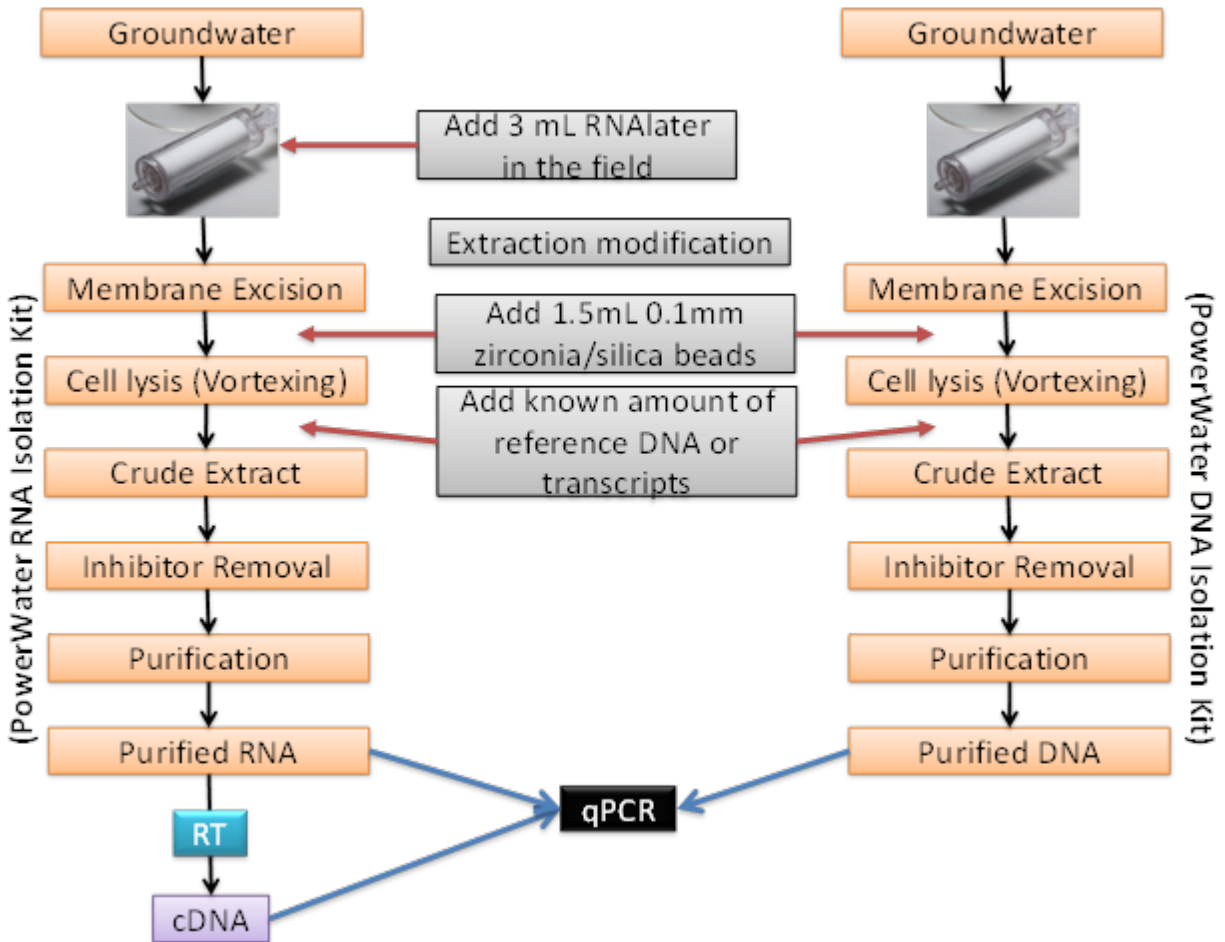 Groundwater
Groundwater
Add 3 mL RNAlater
in the field
Extraction modification
Membrane Excision
Add 1.5mL 0.1mm
zirconia/silica beads
Membrane Excision
Cell lysis (Vortexing)
Add known amount of
reference DNA or
transcripts
Cell lysis (Vortexing)
Crude Extract
Crude Extract
Inhibitor Removal
Inhibitor Removal
Purification
Purification
Purified RNA
Purified DNA
(PowerWater RNA Isolation Kit)
(PowerWater DNA Isolation Kit)
qPCR
RT
cDNA